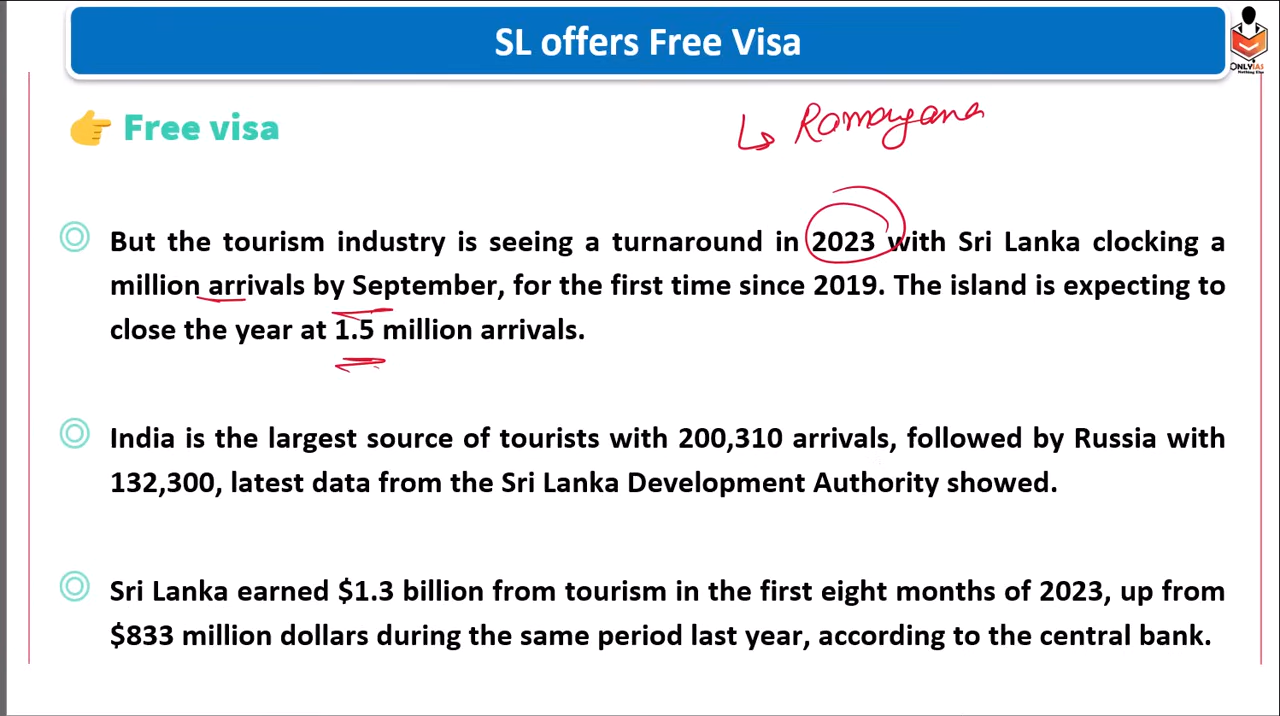 SL offers Free Visa
ONLYIAS
Nothing Else
Free visa
Ramayana
But the tourism industry is seeing a turnaround in 2023 with Sri Lanka clocking a
million arrivals by September, for the first time since 2019. The island is expecting to
close the year at 1.5 million arrivals.
India is the largest source of tourists with 200,310 arrivals, followed by Russia with
132,300, latest data from the Sri Lanka Development Authority showed.
Sri Lanka earned $1.3 billion from tourism in the first eight months of 2023, up from
$833 million dollars during the same period last year, according to the central bank.